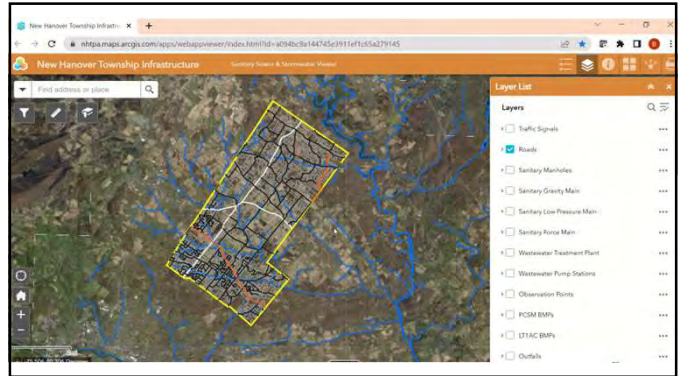 New Hanover Township Infrastru
nhtpa.maps.arcgis.com/apps/webappviewer/index.html?id=a094bc9a144745e3911ef1c65a279145
New Hanover Township Infrastructure
Sanitary Sewer & Stormwater Viewer
Find address or place
Layer List
Layers
Traffic Signals
Roads
Sanitary Manholes
Sanitary Gravity Main
Sanitary Low Pressure Main
Sanitary Force Main
Wastewater Treatment Plant
Wastewater Pump Stations
Observation Points
PCSM BMPs
LT1AC BMPs
Outfalls